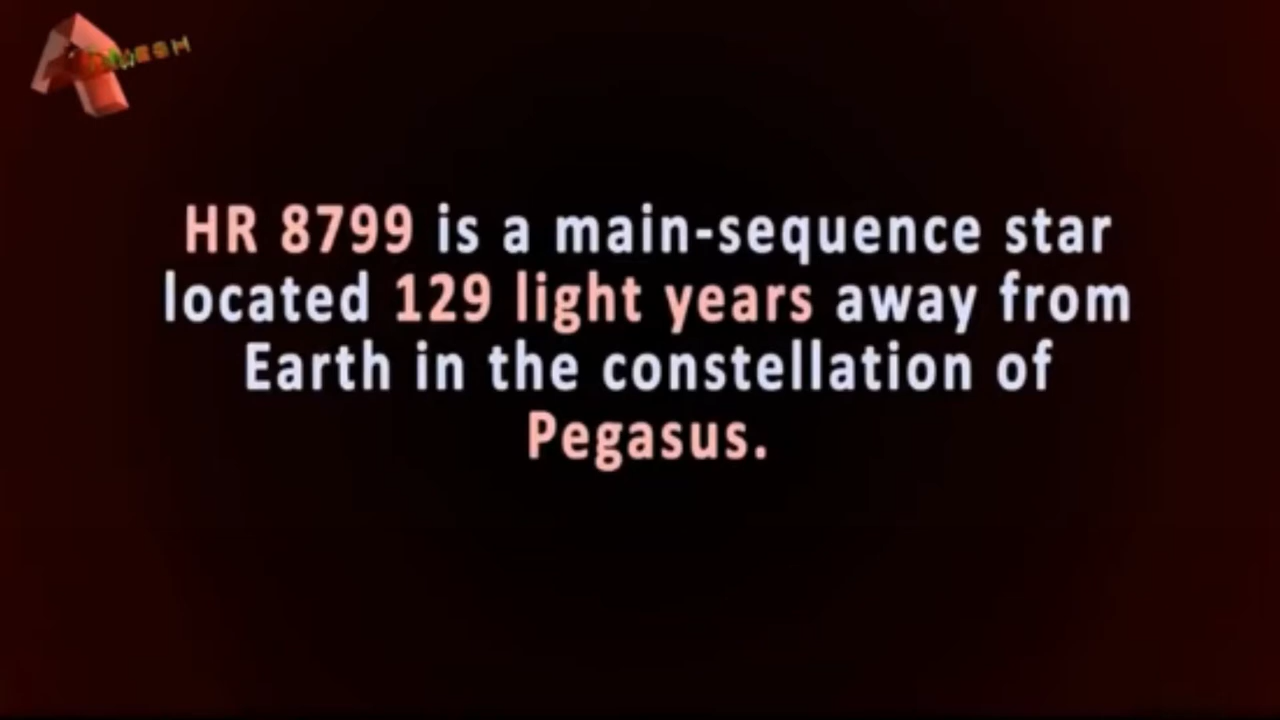 HR 8799 is a main-sequence star
located 129 light years away from
Earth in the constellation of
Pegasus.